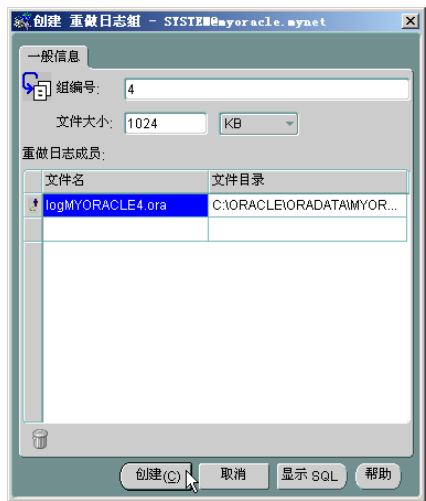 创建 重做日志组 - SYSTEM@myoracle.mynet
一般信息
组编号: 4
文件大小: 1024 KB
重做日志成员:
文件名 文件目录
logMYORACLE4.ora C:\ORACLE\ORADATA\MYOR...
创建(C) 取消 显示 SQL 帮助